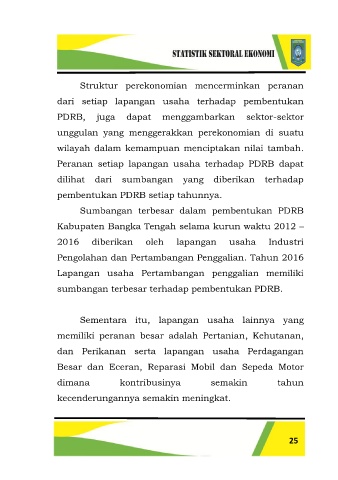 STATISTIK SEKTORAL EKONOMI
Struktur perekonomian mencerminkan peranan
dari setiap lapangan usaha terhadap pembentukan
PDRB, juga dapat menggambarkan sektor-sektor
unggulan yang menggerakkan perekonomian di suatu
wilayah dalam kemampuan menciptakan nilai tambah.
Peranan setiap lapangan usaha terhadap PDRB dapat
dilihat dari sumbangan yang diberikan terhadap
pembentukan PDRB setiap tahunnya.
Sumbangan terbesar dalam pembentukan PDRB
Kabupaten Bangka Tengah selama kurun waktu 2012 –
2016 diberikan oleh lapangan usaha Industri
Pengolahan dan Pertambangan Penggalian. Tahun 2016
Lapangan usaha Pertambangan penggalian memiliki
sumbangan terbesar terhadap pembentukan PDRB.
Sementara itu, lapangan usaha lainnya yang
memiliki peranan besar adalah Pertanian, Kehutanan,
dan Perikanan serta lapangan usaha Perdagangan
Besar dan Eceran, Reparasi Mobil dan Sepeda Motor
dimana kontribusinya semakin tahun
kecenderungannya semakin meningkat.
25